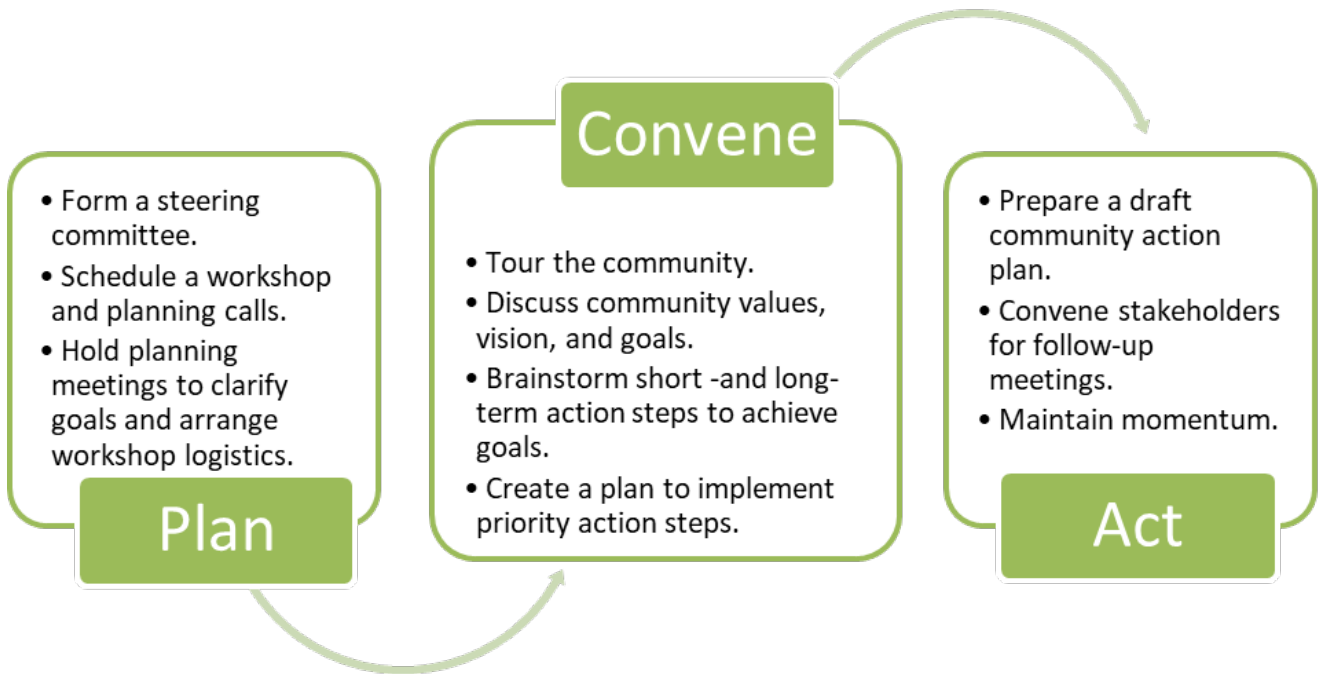 • Form a steering
committee.
• Schedule a workshop
and planning calls.
• Hold planning
meetings to clarify
goals and arrange
workshop logistics.
Plan
Convene
• Tour the community.
• Discuss community values,
vision, and goals.
• Brainstorm short -and long-
term action steps to achieve
goals.
• Create a plan to implement
priority action steps.
• Prepare a draft
community action
plan.
• Convene stakeholders
for follow-up
meetings.
• Maintain momentum.
Act